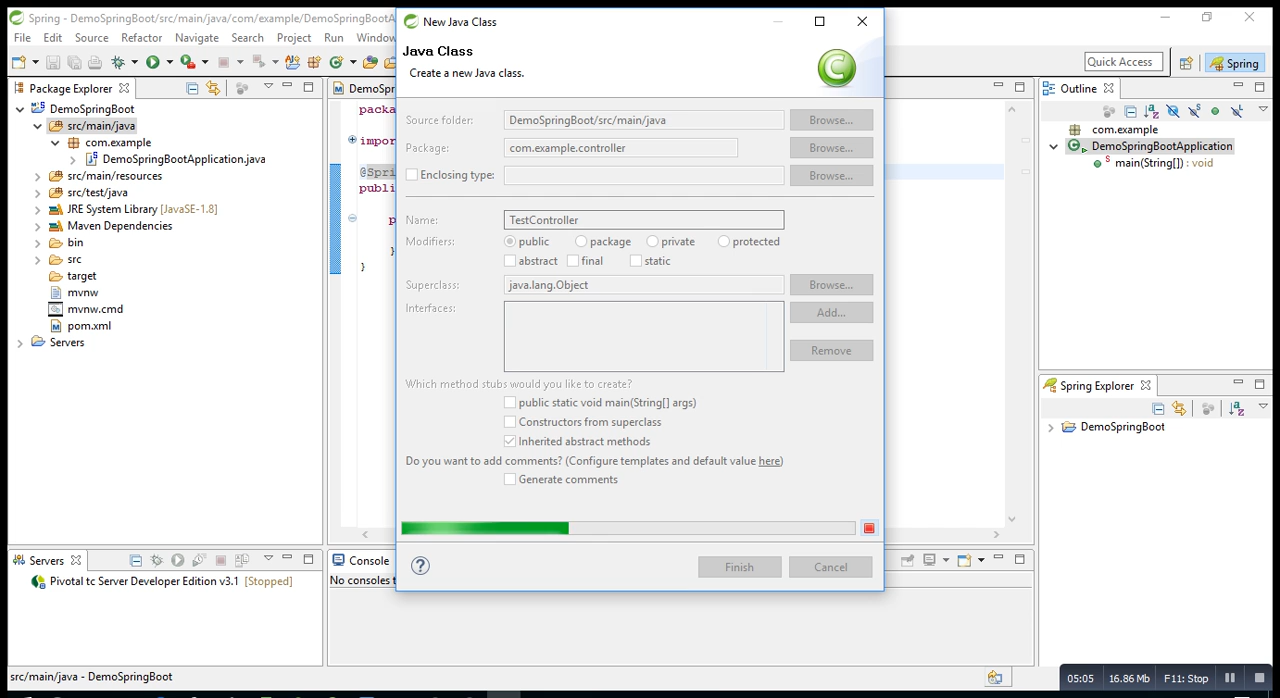 Spring - DemoSpringBoot/src/main/java/com/example/DemoSpringBootA
File Edit Source Refactor Navigate Search Project Run Window
Quick Access
Spring
Package Explorer
DemoSpringBoot
src/main/java
com.example
DemoSpringBootApplication.java
src/main/resources
src/test/java
JRE System Library [JavaSE-1.8]
Maven Dependencies
bin
src
target
mvnw
mvnw.cmd
pom.xml
Servers
DemoSpr
packa
impor
@Spri
publi
p
}
}
New Java Class
Java Class
Create a new Java class.
Source folder: DemoSpringBoot/src/main/java Browse...
Package: com.example.controller Browse...
Enclosing type: Browse...
Name: TestController
Modifiers: public package private protected
abstract final static
Superclass: java.lang.Object Browse...
Interfaces: Add...
Remove
Which method stubs would you like to create?
public static void main(String[] args)
Constructors from superclass
Inherited abstract methods
Do you want to add comments? (Configure templates and default value here)
Generate comments
Finish Cancel
Outline
com.example
DemoSpringBootApplication
main(String[]) : void
Spring Explorer
DemoSpringBoot
Servers
Pivotal tc Server Developer Edition v3.1 [Stopped]
Console
No consoles t
src/main/java - DemoSpringBoot
05:05 16.86 Mb F11: Stop